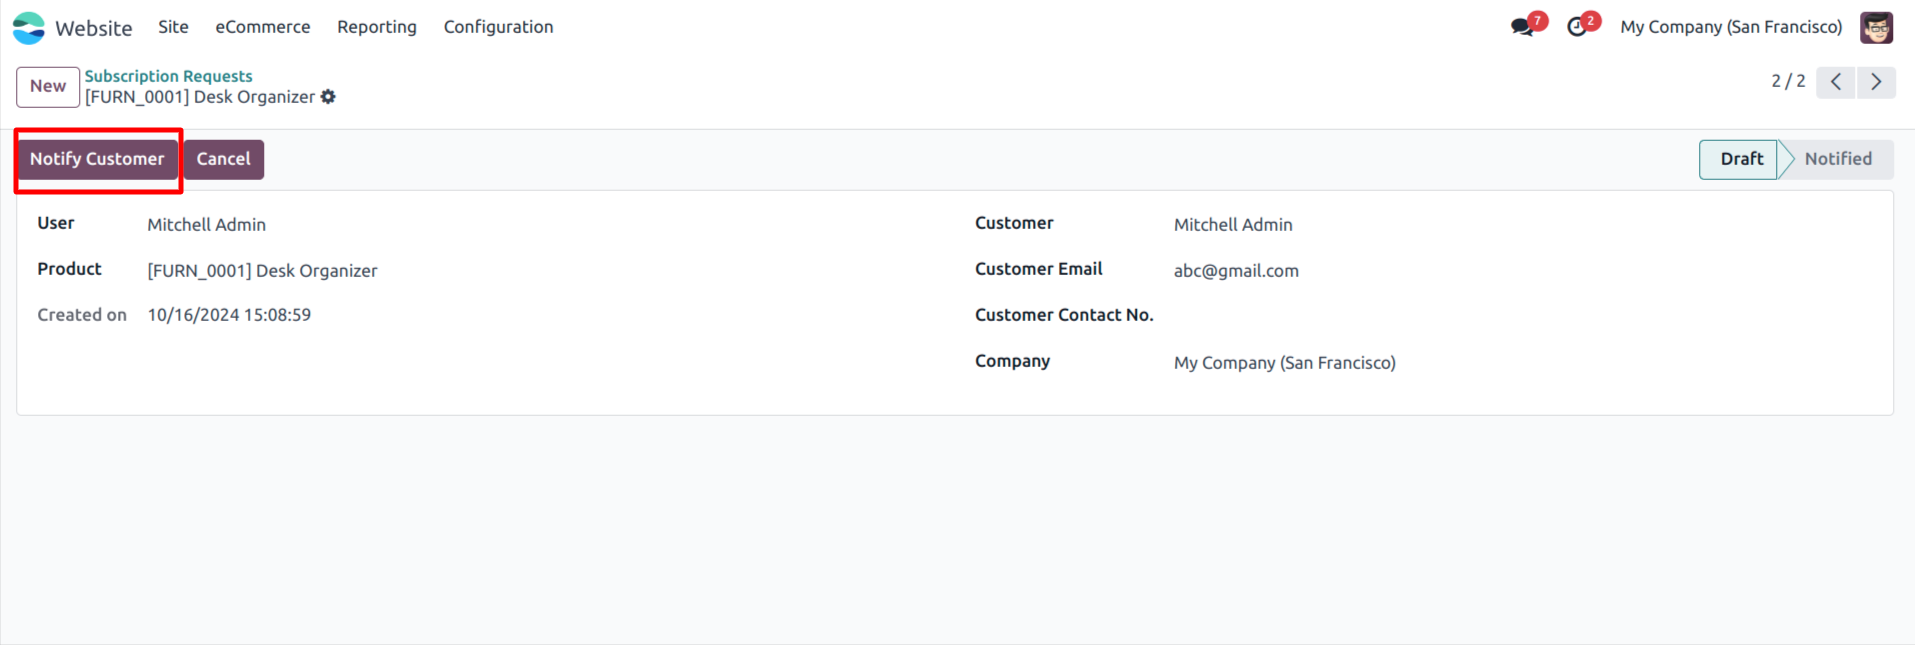 Website Site eCommerce Reporting Configuration 7 2 My Company (San Francisco)
New Subscription Requests
[FURN_0001] Desk Organizer 2 / 2
Notify Customer Cancel Draft Notified
User Mitchell Admin Customer Mitchell Admin
Product [FURN_0001] Desk Organizer Customer Email abc@gmail.com
Created on 10/16/2024 15:08:59 Customer Contact No.
Company My Company (San Francisco)